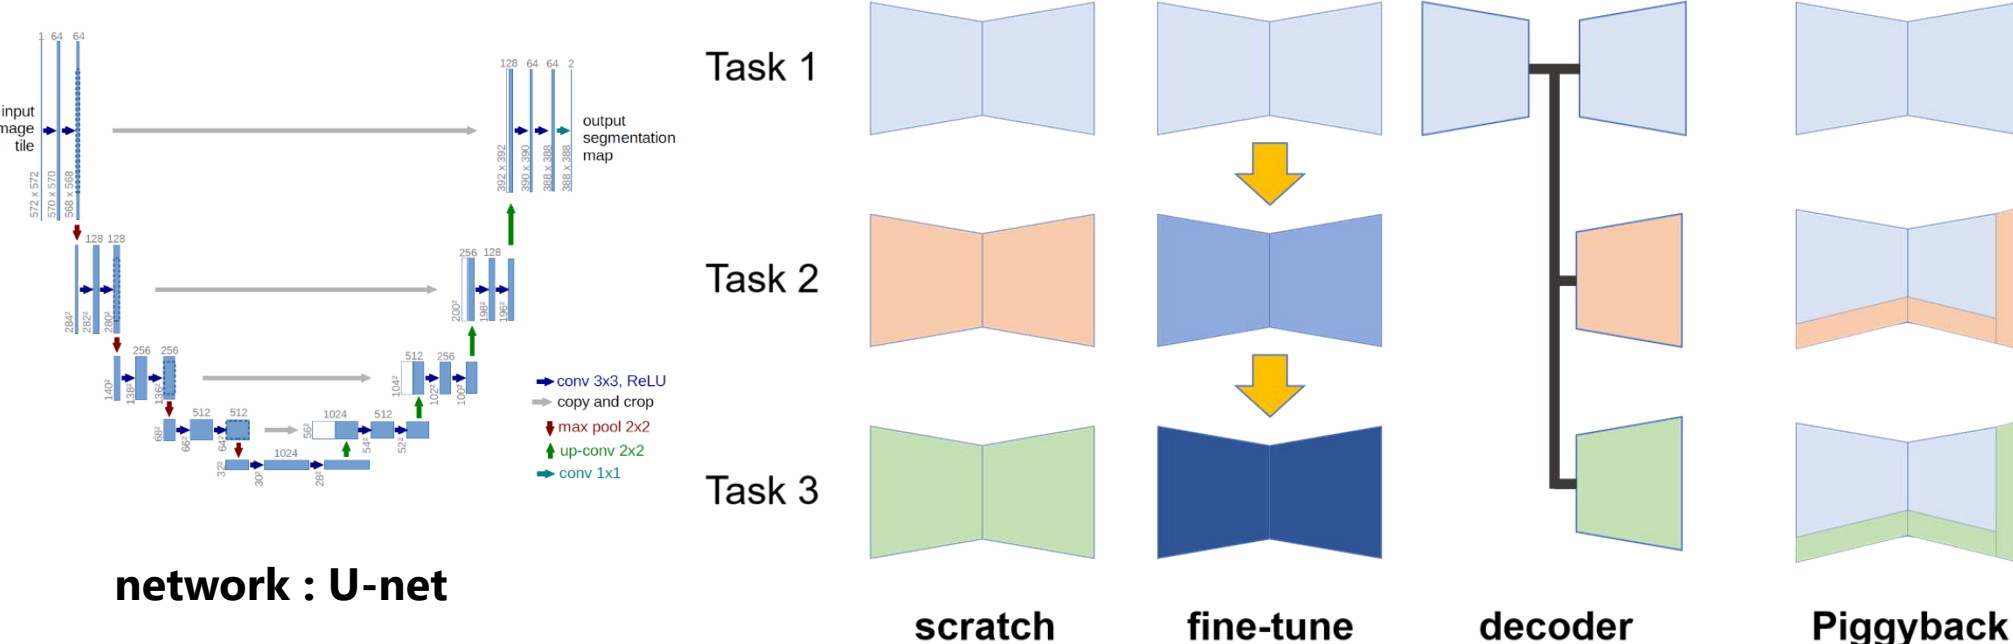 1 64 64
input
mage
tile
572 x 572
570 x 570
568 x 568
128 64 64 2
392 x 392
390 x 390
388 x 388
388 x 388
output
segmentation
map
128 128
284²
282²
280²
256 128
200²
198²
196²
256 256
140²
138²
136²
512 256
104²
102²
100²
512 512
68²
66²
64²
1024 512
56²
54²
52²
1024
32²
30²
28²
conv 3x3, ReLU
copy and crop
max pool 2x2
up-conv 2x2
conv 1x1
network : U-net
Task 1
Task 2
Task 3
scratch
fine-tune
decoder
Piggyback